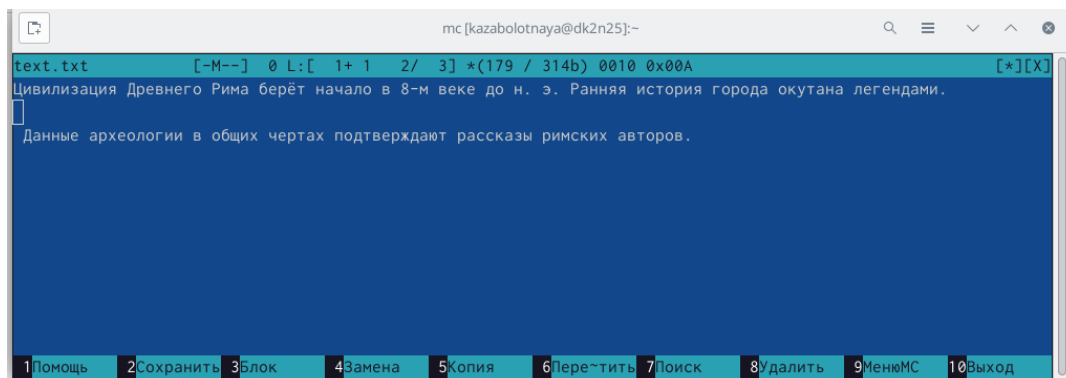 mc [kazabolotnaya@dk2n25]:~
text.txt [-M--] 0 L:[ 1+ 1 2/ 3] *(179 / 314b) 0010 0x00A [*][X]
Цивилизация Древнего Рима берёт начало в 8-м веке до н. э. Ранняя история города окутана легендами.
Данные археологии в общих чертах подтверждают рассказы римских авторов.
1Помощь 2Сохранить 3Блок 4Замена 5Копия 6Пере~тить 7Поиск 8Удалить 9МенюMC 10Выход